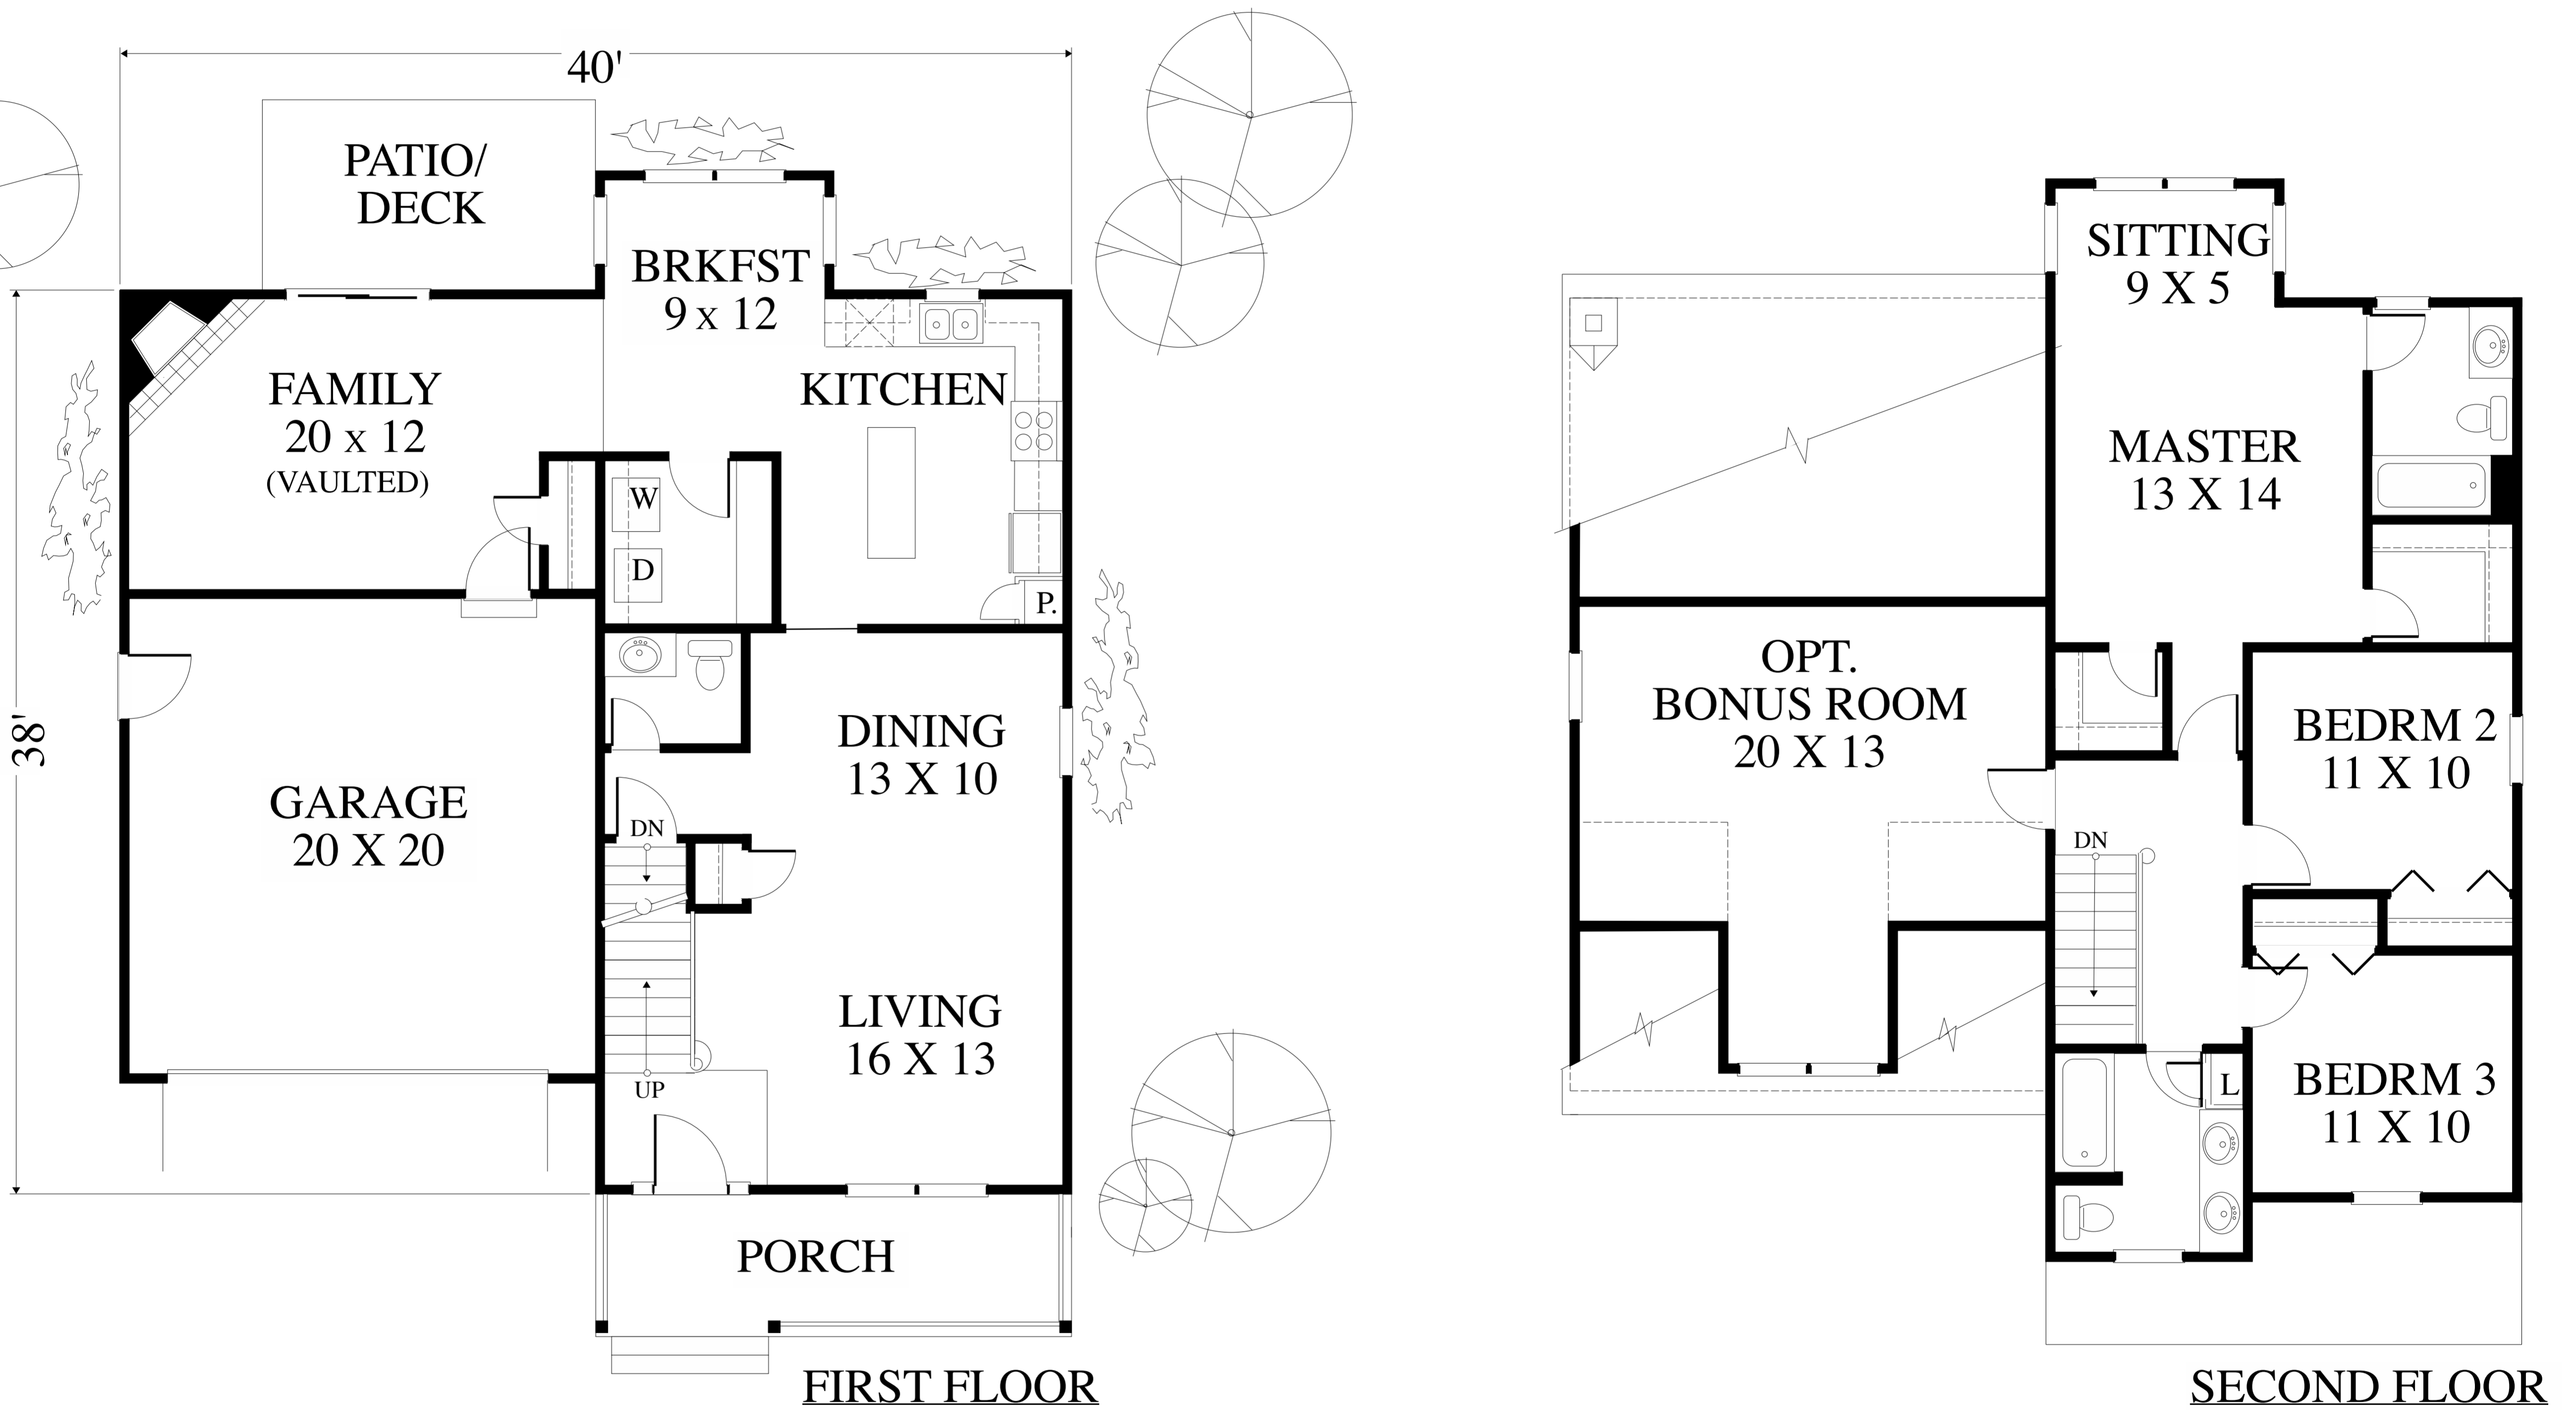 40'
PATIO/
DECK
BRKFST
9 x 12
FAMILY
20 x 12
(VAULTED)
KITCHEN
W
D
P.
38'
DINING
13 X 10
GARAGE
20 X 20
DN
LIVING
16 X 13
UP
PORCH
FIRST FLOOR
SITTING
9 X 5
MASTER
13 X 14
OPT.
BONUS ROOM
20 X 13
BEDRM 2
11 X 10
DN
BEDRM 3
11 X 10
L
SECOND FLOOR